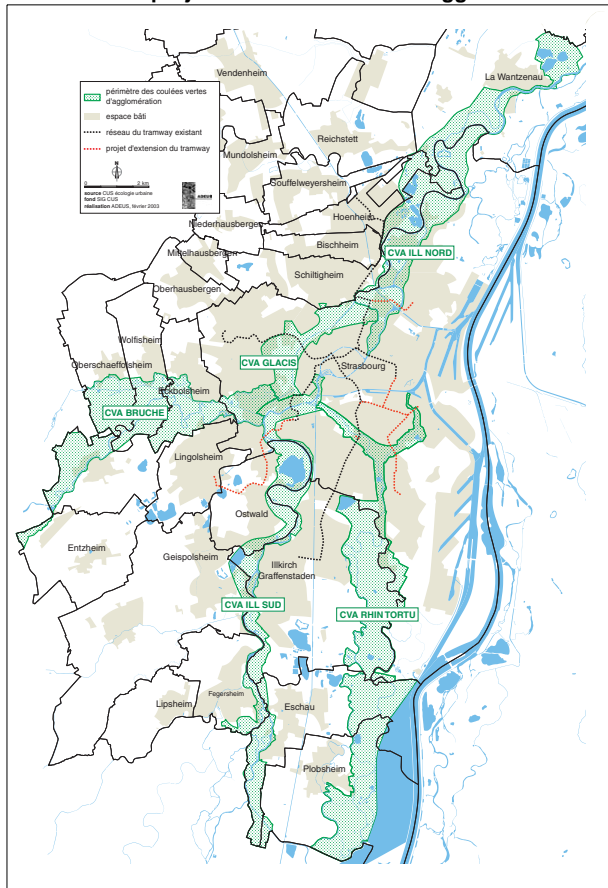 Vendenheim
La Wantzenau
périmètre des coulées vertes
d'agglomération
espace bâti
réseau du tramway existant
projet d'extension du tramway
N
0 2 km
source CUS écologie urbaine
fond SIG CUS
réalisation ADEUS, février 2003
ADEUS
Reichstett
Mundolsheim
Souffelweyersheim
Hoenheim
Niederhausbergen
Bischheim
CVA ILL NORD
Mittelhausbergen
Schiltigheim
Oberhausbergen
Wolfisheim
CVA GLACIS
Strasbourg
Oberschaeffolsheim
Eckbolsheim
CVA BRUCHE
Lingolsheim
Ostwald
Entzheim
Geispolsheim
Illkirch
Graffenstaden
CVA ILL SUD
CVA RHIN TORTU
Fegersheim
Lipsheim
Eschau
Plobsheim